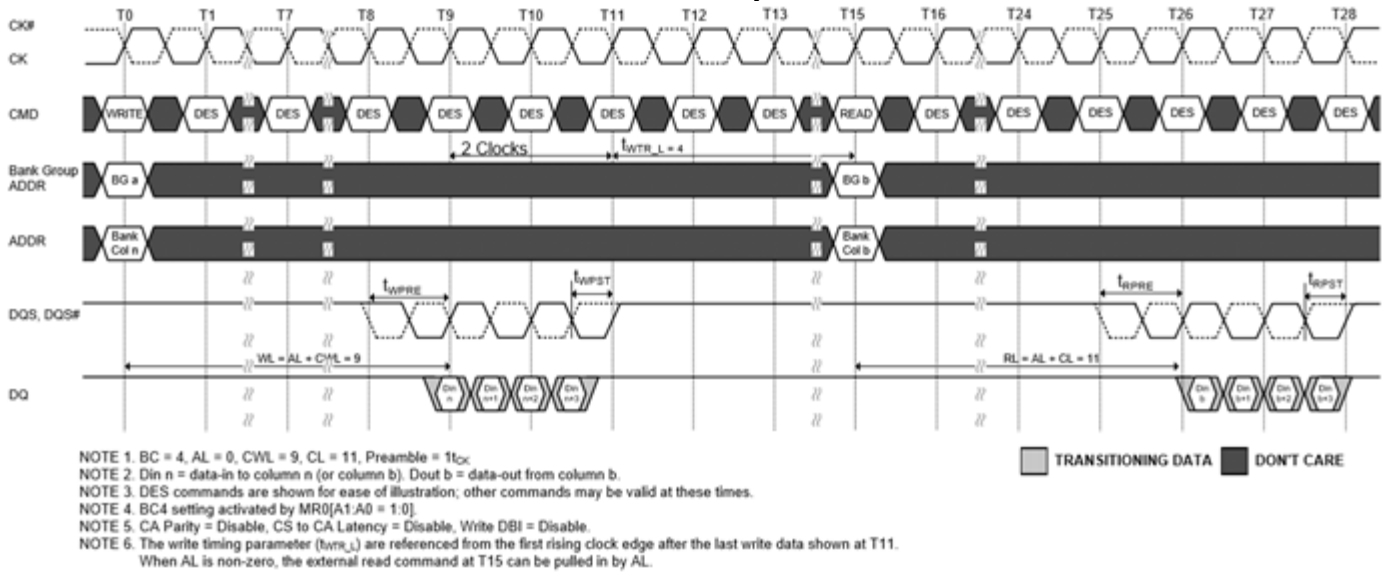 T0 T1 T7 T8 T9 T10 T11 T12 T13 T15 T16 T24 T25 T26 T27 T28
CK#
CK
CMD WRITE DES DES DES DES DES DES DES DES READ DES DES DES DES DES DES
2 Clocks tWTR_L = 4
Bank Group
ADDR
BG a BG b
ADDR
Bank
Col n
Bank
Col b
tWPRE tWPST tRPRE tRPST
DQS, DQS#
WL = AL + CWL = 9 RL = AL + CL = 11
DQ
Din
n
Din
n+1
Din
n+2
Din
n+3
Din
b
Din
b+1
Din
b+2
Din
b+3
NOTE 1. BC = 4, AL = 0, CWL = 9, CL = 11, Preamble = 1tCK
NOTE 2. Din n = data-in to column n (or column b). Dout b = data-out from column b.
NOTE 3. DES commands are shown for ease of illustration; other commands may be valid at these times.
NOTE 4. BC4 setting activated by MR0[A1:A0 = 1:0].
NOTE 5. CA Parity = Disable, CS to CA Latency = Disable, Write DBI = Disable.
NOTE 6. The write timing parameter (tWTR_L) are referenced from the first rising clock edge after the last write data shown at T11.
When AL is non-zero, the external read command at T15 can be pulled in by AL.
TRANSITIONING DATA DON'T CARE